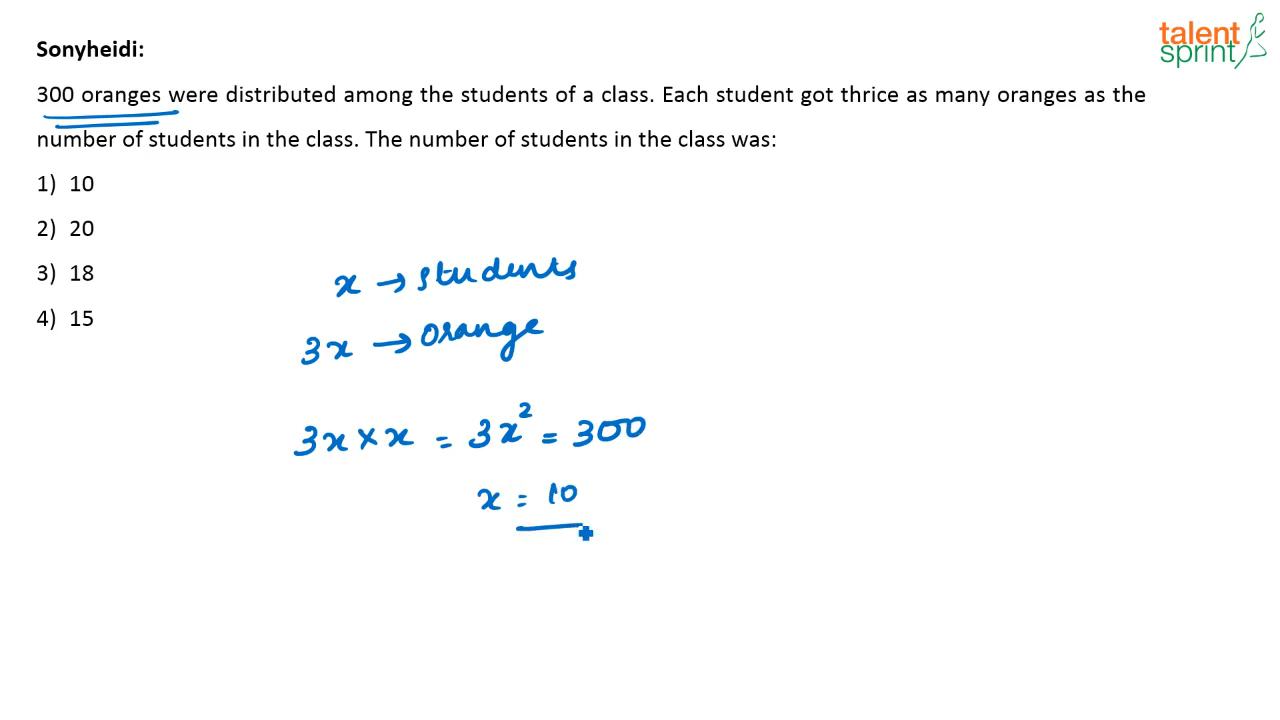 talent
sprint
Sonyheidi:
300 oranges were distributed among the students of a class. Each student got thrice as many oranges as the
number of students in the class. The number of students in the class was:
1) 10
2) 20
3) 18
4) 15
x → students
3x → orange
3x × x = 3x² = 300
x = 10